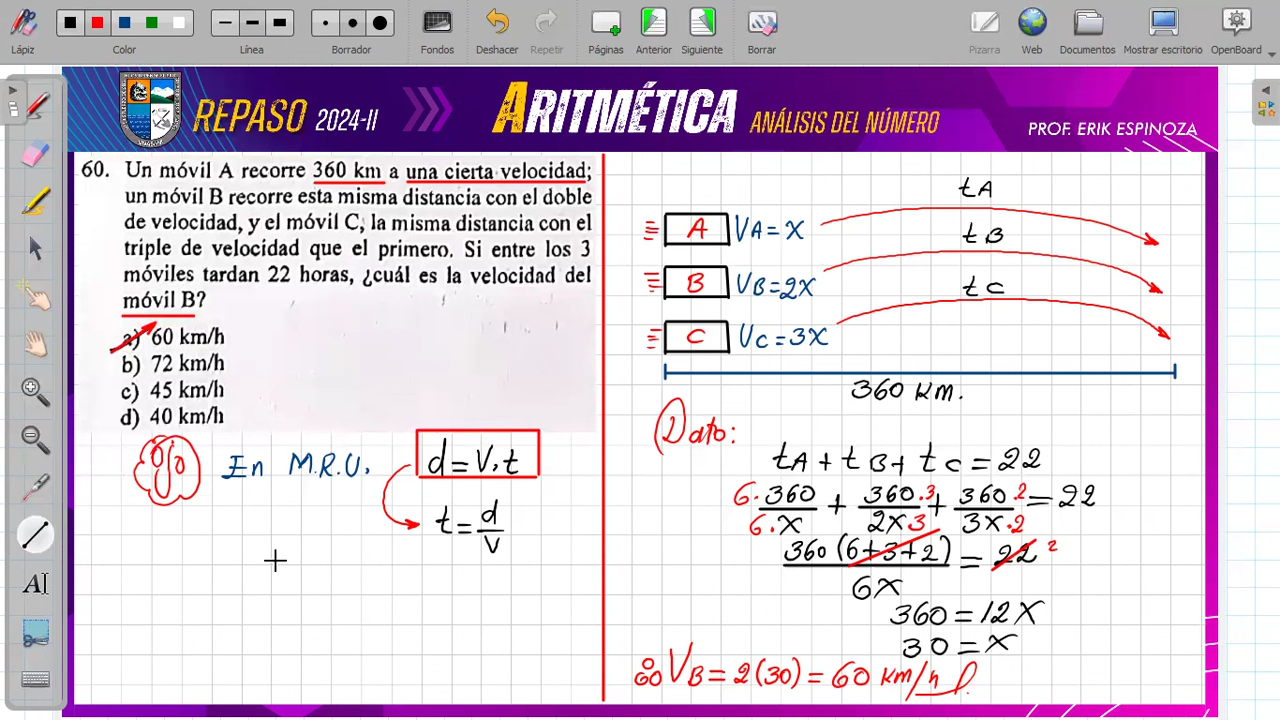 Lápiz
Color
Línea
Borrador
Fondos
Deshacer
Repetir
Páginas
Anterior
Siguiente
Borrar
Pizarra
Web
Documentos
Mostrar escritorio
OpenBoard
REPASO 2024-II
ARITMÉTICA
ANÁLISIS DEL NÚMERO
PROF. ERIK ESPINOZA
60. Un móvil A recorre 360 km a una cierta velocidad;
un móvil B recorre esta misma distancia con el doble
de velocidad, y el móvil C, la misma distancia con el
triple de velocidad que el primero. Si entre los 3
móviles tardan 22 horas, ¿cuál es la velocidad del
móvil B?
a) 60 km/h
b) 72 km/h
c) 45 km/h
d) 40 km/h
En M.R.U.
d = V.t
t = d/v
tA
A VA = x
tB
B VB = 2x
tC
C VC = 3x
360 KM.
Dato:
tA + tB + tC = 22
6·360/6·x + 360·3/2x·3 + 360·2/3x·2 = 22
360(6+3+2)/6x = 22 2
360 = 12x
30 = x
VB = 2(30) = 60 km/h